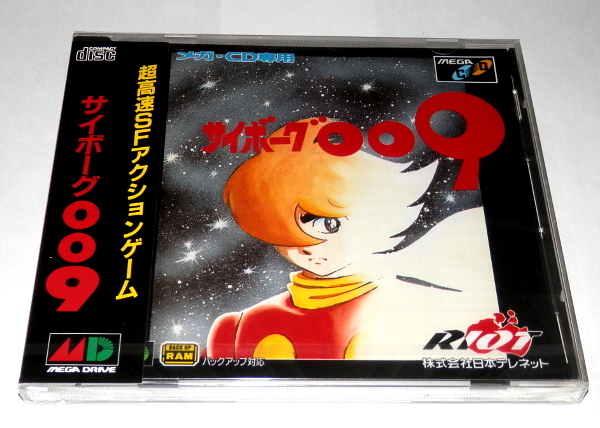 COMPACT
disc
超高速SFアクションゲーム
サイボーグ009
MEGA DRIVE
メガ-CD専用
MEGA
CD
サイボーグ009
BACK UP
RAM
バックアップ対応
RIOT
株式会社日本テレネット